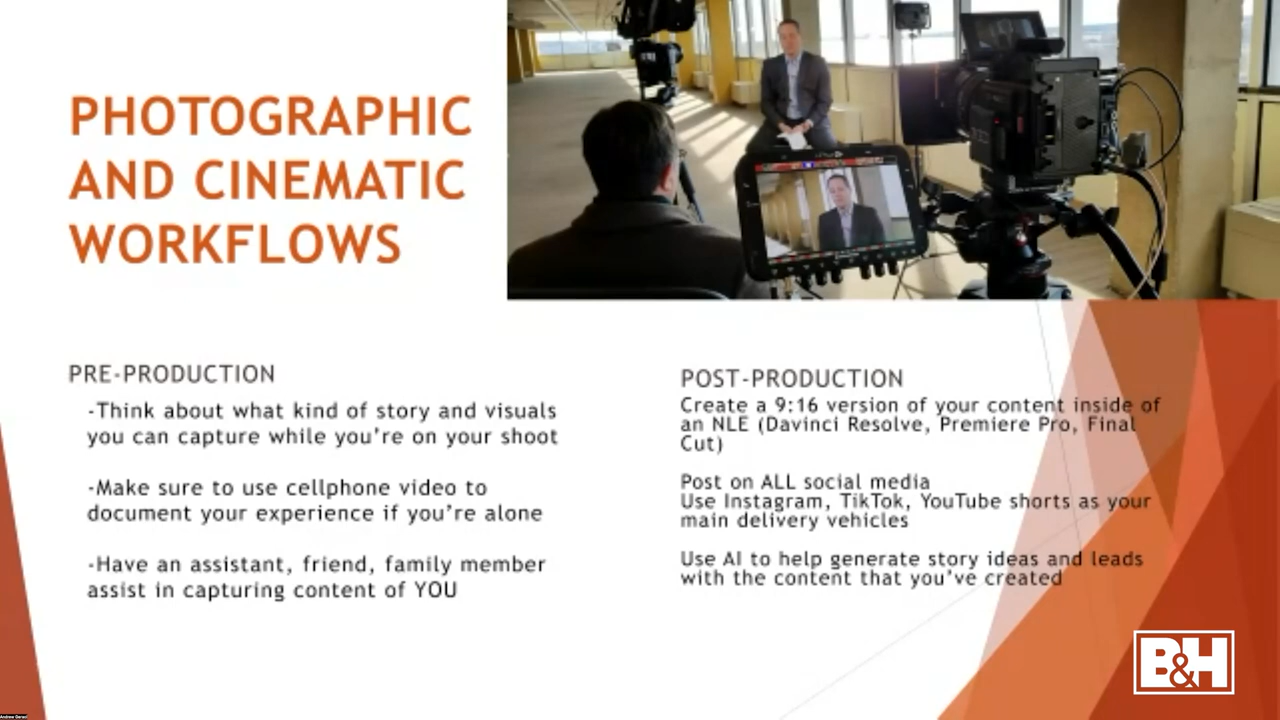 PHOTOGRAPHIC
AND CINEMATIC
WORKFLOWS
PRE-PRODUCTION
-Think about what kind of story and visuals
you can capture while you're on your shoot
-Make sure to use cellphone video to
document your experience if you're alone
-Have an assistant, friend, family member
assist in capturing content of YOU
POST-PRODUCTION
Create a 9:16 version of your content inside of
an NLE (Davinci Resolve, Premiere Pro, Final
Cut)
Post on ALL social media
Use Instagram, TikTok, YouTube shorts as your
main delivery vehicles
Use AI to help generate story ideas and leads
with the content that you've created
B&H